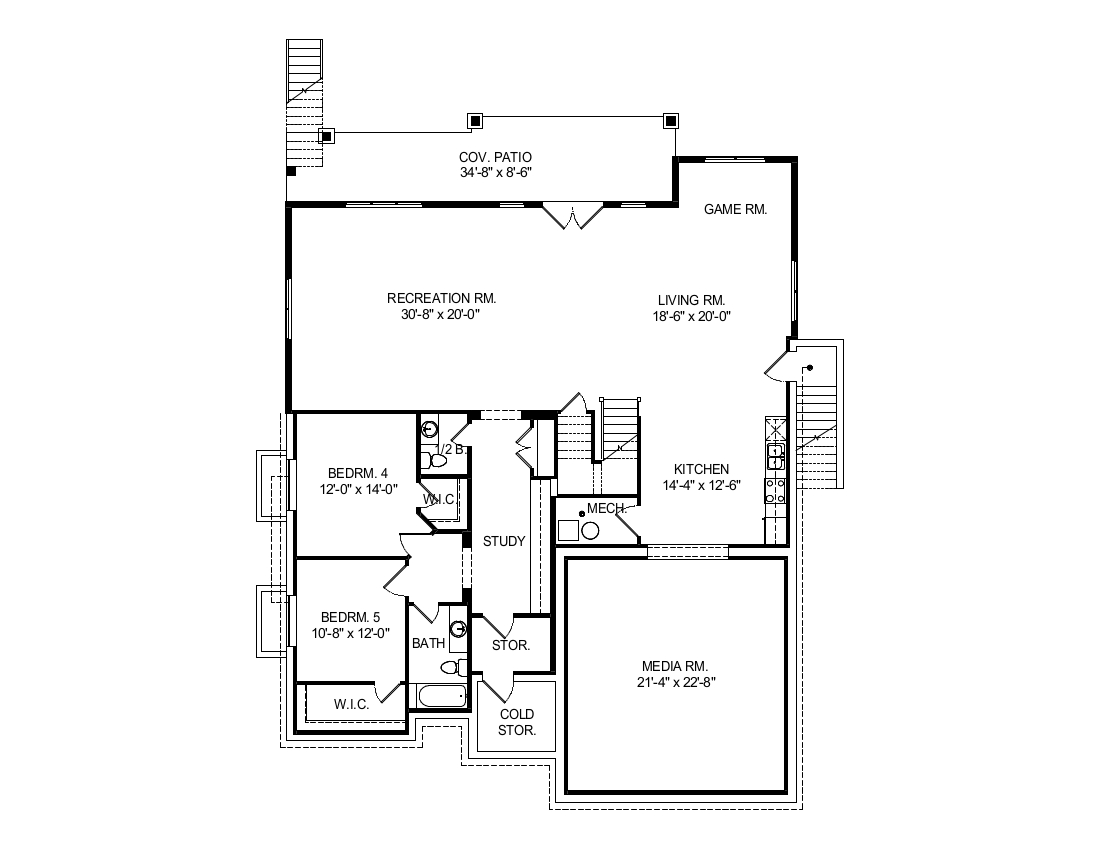 COV. PATIO
34'-8" x 8'-6"
GAME RM.
RECREATION RM.
30'-8" x 20'-0"
LIVING RM.
18'-6" x 20'-0"
1/2 B.
BEDRM. 4
12'-0" x 14'-0"
W.I.C
KITCHEN
14'-4" x 12'-6"
MECH.
STUDY
BEDRM. 5
10'-8" x 12'-0"
BATH
STOR.
MEDIA RM.
21'-4" x 22'-8"
W.I.C.
COLD
STOR.